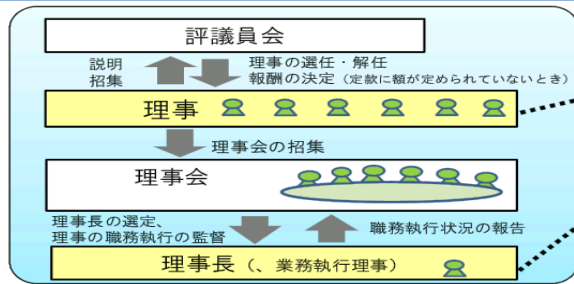 評議員会
説明
招集
理事の選任・解任
報酬の決定（定款に額が定められていないとき）
理事
理事会の招集
理事会
理事長の選定、
理事の職務執行の監督
職務執行状況の報告
理事長（、業務執行理事）